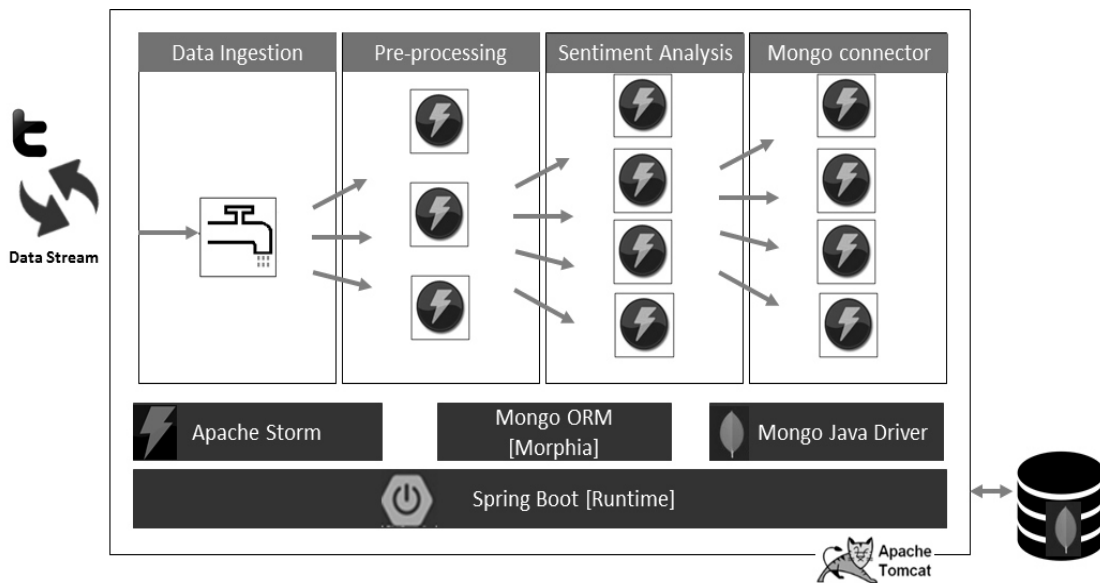 Data Ingestion
Pre-processing
Sentiment Analysis
Mongo connector
t
Data Stream
Apache Storm
Mongo ORM
[Morphia]
Mongo Java Driver
Spring Boot [Runtime]
Apache
Tomcat